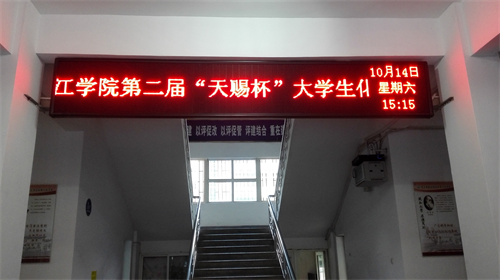 江学院第二届“天赐杯”大学生
10月14日
星期六
15:15
以评促改 以评促管 评建结合 重在